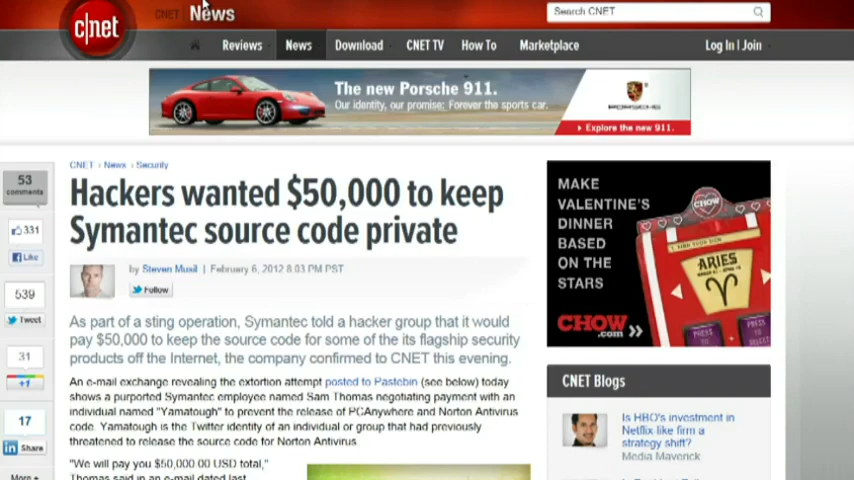 CNET News
Search CNET
c|net
Reviews News Download CNET TV How To Marketplace Log In | Join
The new Porsche 911.
Our identity, our promise: Forever the sports car.
PORSCHE
Explore the new 911.
CNET › News › Security
Hackers wanted $50,000 to keep
Symantec source code private
by Steven Musil | February 6, 2012 8:03 PM PST
Follow
As part of a sting operation, Symantec told a hacker group that it would
pay $50,000 to keep the source code for some of the its flagship security
products off the Internet, the company confirmed to CNET this evening.
An e-mail exchange revealing the extortion attempt posted to Pastebin (see below) today
shows a purported Symantec employee named Sam Thomas negotiating payment with an
individual named "Yamatough" to prevent the release of PCAnywhere and Norton Antivirus
code. Yamatough is the Twitter identity of an individual or group that had previously
threatened to release the source code for Norton Antivirus.
"We will pay you $50,000.00 USD total,"
Thomas said in an e-mail dated last
53
comments
331
Like
539
Tweet
31
+1
17
Share
More +
MAKE
VALENTINE'S
DINNER
BASED
ON THE
STARS
CHOW
.com
CHOW
ARIES
PRESS
TO
PRESS
TO
SELECT
CNET Blogs
Is HBO's investment in
Netflix-like firm a
strategy shift?
Media Maverick